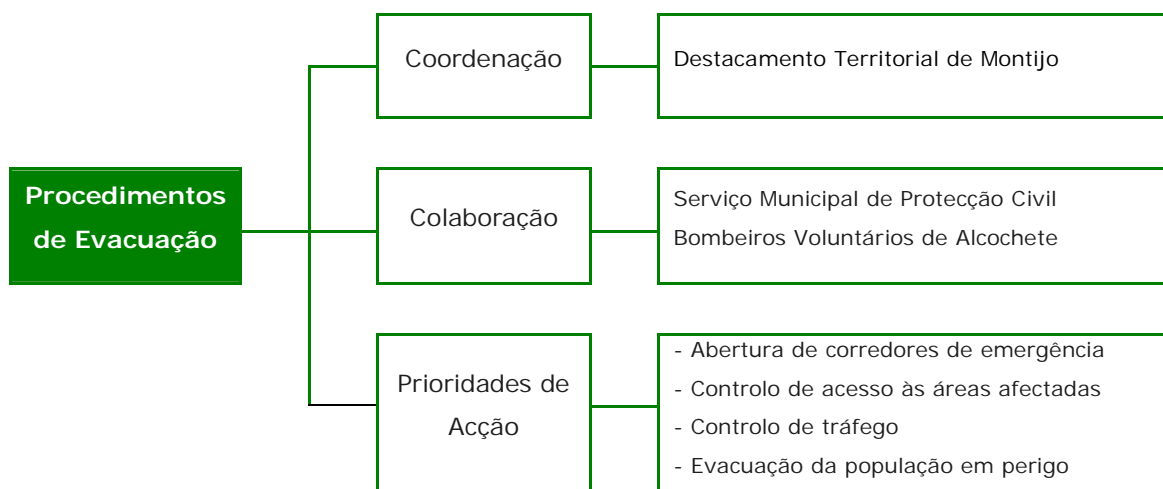 Procedimentos
de Evacuação
Coordenação
Destacamento Territorial de Montijo
Colaboração
Serviço Municipal de Protecção Civil
Bombeiros Voluntários de Alcochete
Prioridades de
Acção
- Abertura de corredores de emergência
- Controlo de acesso às áreas afectadas
- Controlo de tráfego
- Evacuação da população em perigo